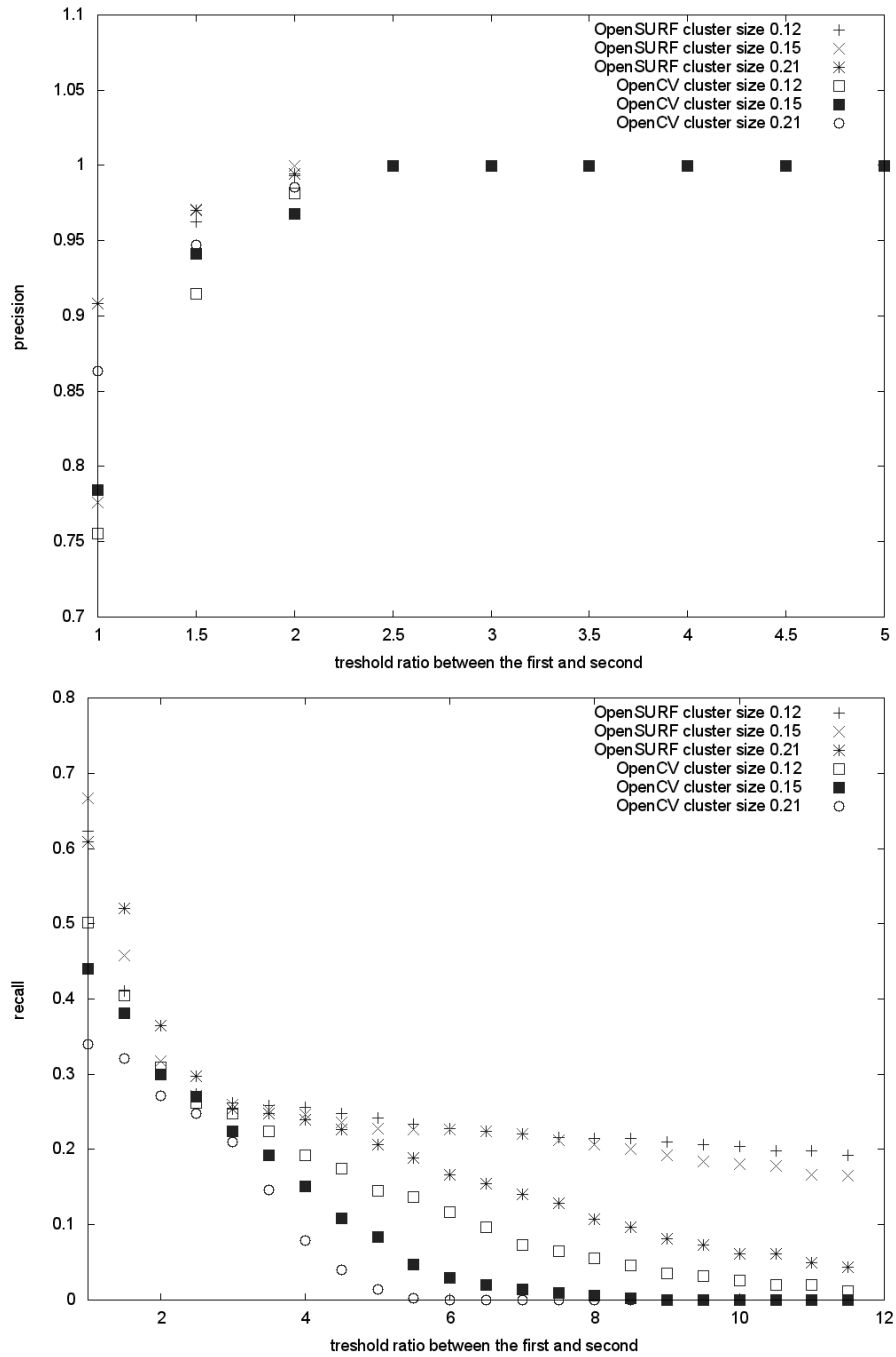 1.1
1.05
1
0.95
0.9
0.85
0.8
0.75
0.7
precision
OpenSURF cluster size 0.12
OpenSURF cluster size 0.15
OpenSURF cluster size 0.21
OpenCV cluster size 0.12
OpenCV cluster size 0.15
OpenCV cluster size 0.21
1 1.5 2 2.5 3 3.5 4 4.5 5
treshold ratio between the first and second
0.8
0.7
0.6
0.5
0.4
0.3
0.2
0.1
0
recall
OpenSURF cluster size 0.12
OpenSURF cluster size 0.15
OpenSURF cluster size 0.21
OpenCV cluster size 0.12
OpenCV cluster size 0.15
OpenCV cluster size 0.21
2 4 6 8 10 12
treshold ratio between the first and second